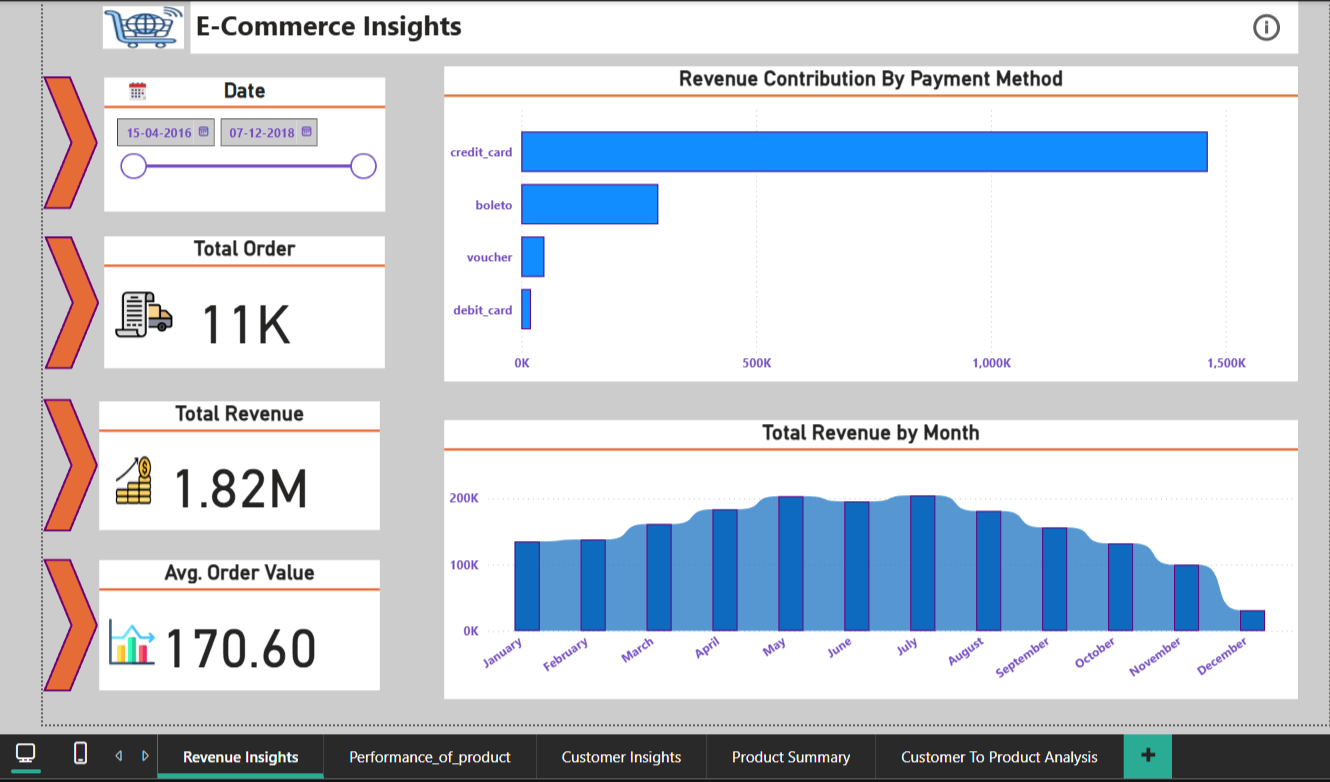 E-Commerce Insights
Date
15-04-2016
07-12-2018
Total Order
11K
Total Revenue
1.82M
Avg. Order Value
170.60
Revenue Contribution By Payment Method
credit_card
boleto
voucher
debit_card
0K 500K 1,000K 1,500K
Total Revenue by Month
200K
100K
0K
January February March April May June July August September October November December
Revenue Insights Performance_of_product Customer Insights Product Summary Customer To Product Analysis +